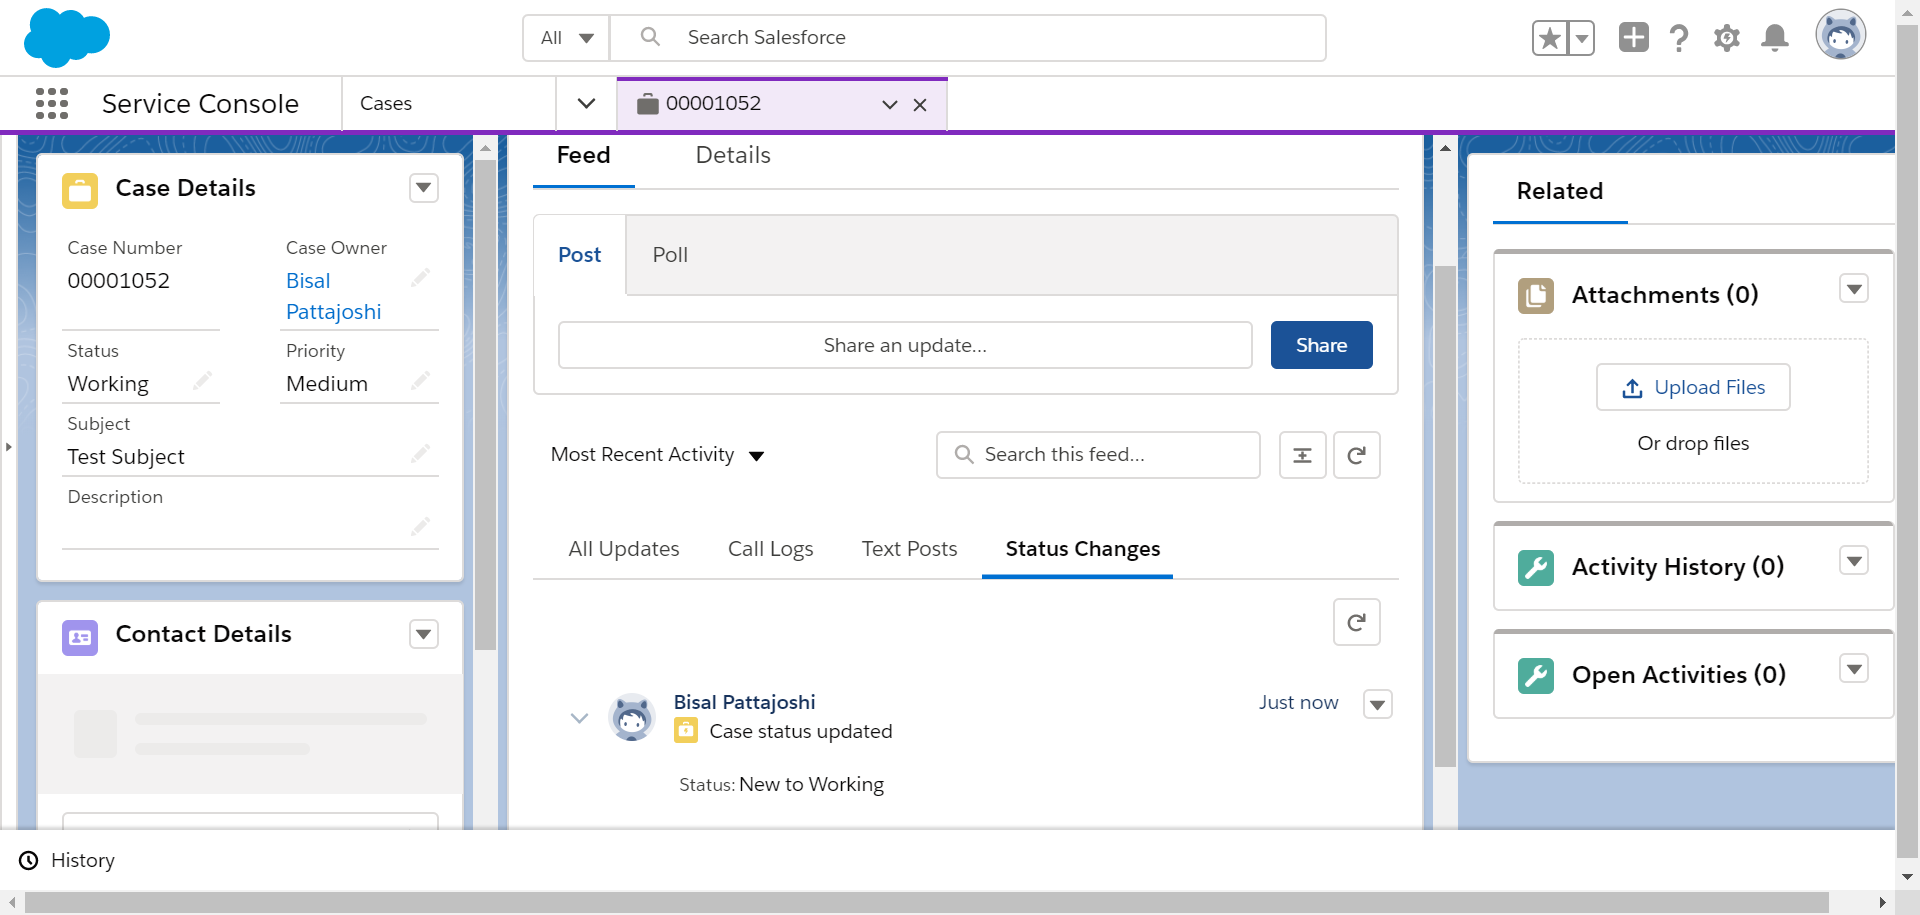 All
Search Salesforce
Service Console
Cases
00001052
Case Details
Case Number
00001052
Case Owner
Bisal
Pattajoshi
Status
Working
Priority
Medium
Subject
Test Subject
Description
Contact Details
Feed
Details
Post
Poll
Share an update...
Share
Most Recent Activity
Search this feed...
All Updates
Call Logs
Text Posts
Status Changes
Bisal Pattajoshi
Just now
Case status updated
Status: New to Working
Related
Attachments (0)
Upload Files
Or drop files
Activity History (0)
Open Activities (0)
History